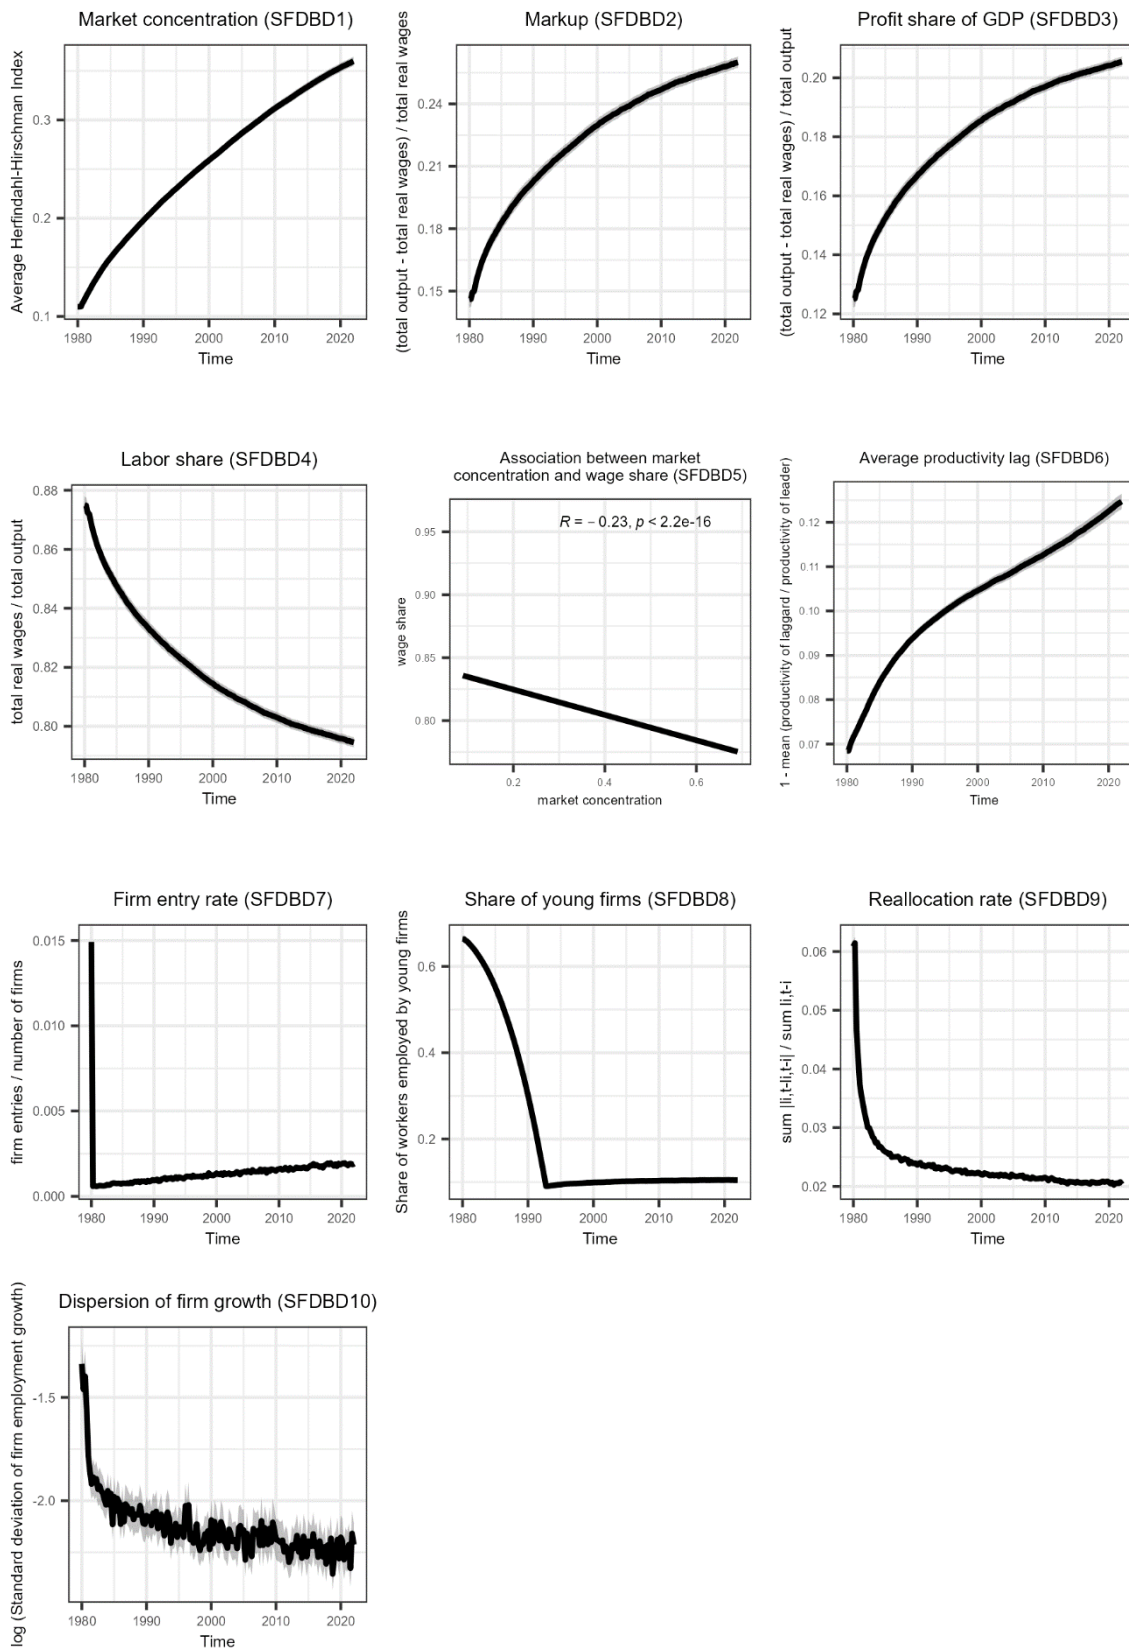 Market concentration (SFDBD1)
Average Herfindahl-Hirschman Index
0.3
0.2
0.1
1980 1990 2000 2010 2020
Time
Markup (SFDBD2)
(total output - total real wages) / total real wages
0.24
0.21
0.18
0.15
1980 1990 2000 2010 2020
Time
Profit share of GDP (SFDBD3)
(total output - total real wages) / total output
0.20
0.18
0.16
0.14
0.12
1980 1990 2000 2010 2020
Time
Labor share (SFDBD4)
total real wages / total output
0.88
0.86
0.84
0.82
0.80
1980 1990 2000 2010 2020
Time
Association between market
concentration and wage share (SFDBD5)
R = − 0.23, p < 2.2e-16
wage share
0.95
0.90
0.85
0.80
0.2 0.4 0.6
market concentration
Average productivity lag (SFDBD6)
1 - mean (productivity of laggard / productivity of leader)
0.12
0.11
0.10
0.09
0.08
0.07
1980 1990 2000 2010 2020
Time
Firm entry rate (SFDBD7)
firm entries / number of firms
0.015
0.010
0.005
0.000
1980 1990 2000 2010 2020
Time
Share of young firms (SFDBD8)
Share of workers employed by young firms
0.6
0.4
0.2
1980 1990 2000 2010 2020
Time
Reallocation rate (SFDBD9)
sum |li,t-li,t-i| / sum li,t-i
0.06
0.05
0.04
0.03
0.02
1980 1990 2000 2010 2020
Time
Dispersion of firm growth (SFDBD10)
log (Standard deviation of firm employment growth)
-1.5
-2.0
1980 1990 2000 2010 2020
Time